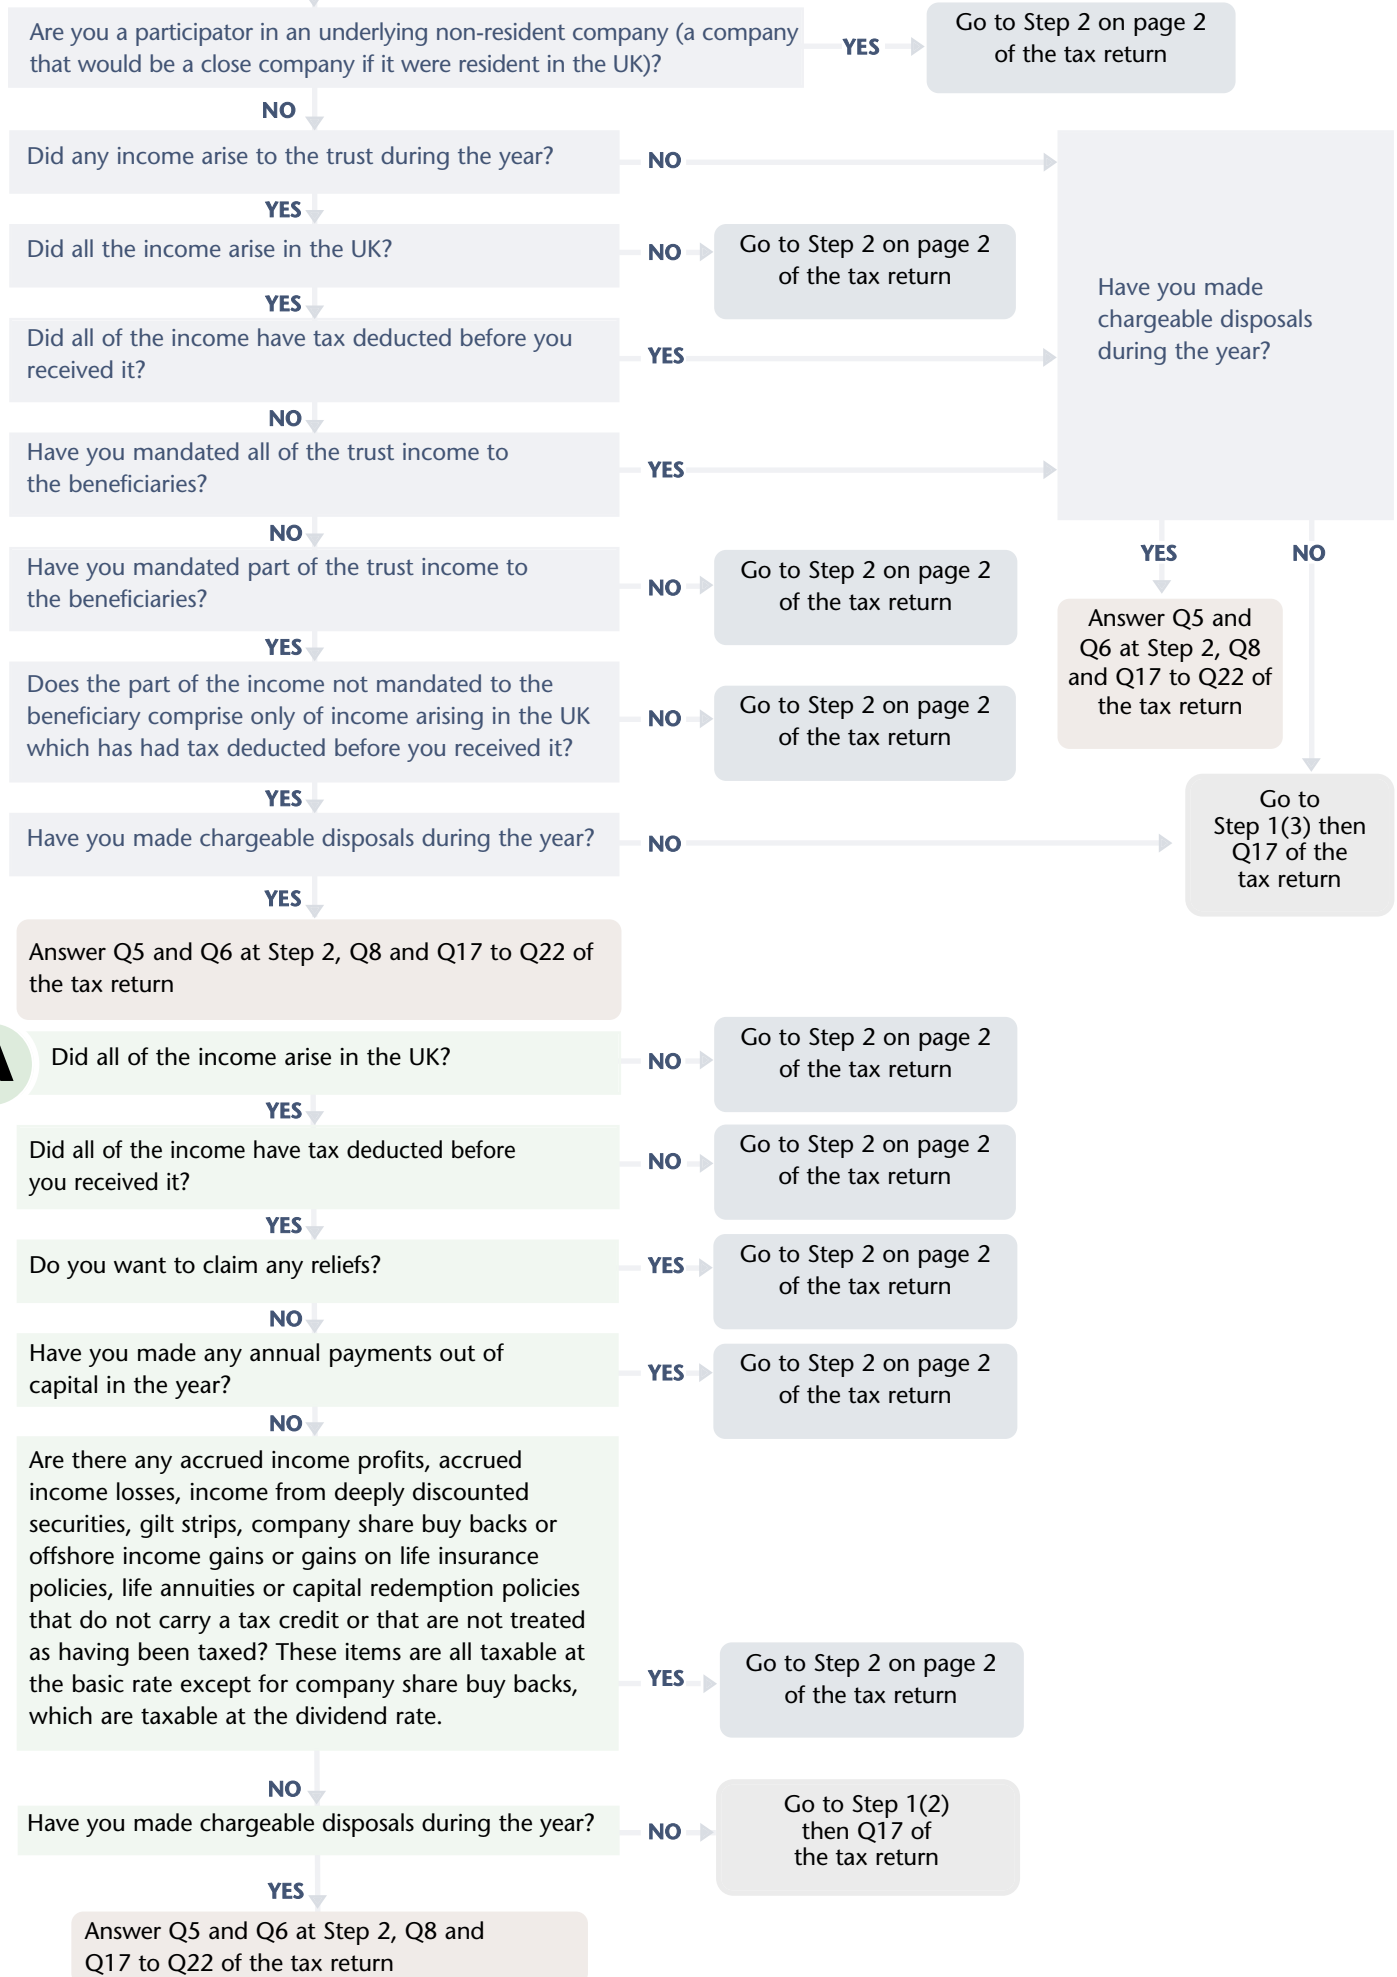 Are you a participator in an underlying non-resident company (a company
that would be a close company if it were resident in the UK)?
YES
Go to Step 2 on page 2
of the tax return
NO
Did any income arise to the trust during the year?
NO
YES
Did all the income arise in the UK?
NO
Go to Step 2 on page 2
of the tax return
Have you made
chargeable disposals
during the year?
YES
Did all of the income have tax deducted before you
received it?
YES
NO
Have you mandated all of the trust income to
the beneficiaries?
YES
NO
Have you mandated part of the trust income to
the beneficiaries?
NO
Go to Step 2 on page 2
of the tax return
YES
NO
Answer Q5 and
Q6 at Step 2, Q8
and Q17 to Q22 of
the tax return
YES
Does the part of the income not mandated to the
beneficiary comprise only of income arising in the UK
which has had tax deducted before you received it?
NO
Go to Step 2 on page 2
of the tax return
YES
Have you made chargeable disposals during the year?
NO
Go to
Step 1(3) then
Q17 of the
tax return
YES
Answer Q5 and Q6 at Step 2, Q8 and Q17 to Q22 of
the tax return
A
Did all of the income arise in the UK?
NO
Go to Step 2 on page 2
of the tax return
YES
Did all of the income have tax deducted before
you received it?
NO
Go to Step 2 on page 2
of the tax return
YES
Do you want to claim any reliefs?
YES
Go to Step 2 on page 2
of the tax return
NO
Have you made any annual payments out of
capital in the year?
YES
Go to Step 2 on page 2
of the tax return
NO
Are there any accrued income profits, accrued
income losses, income from deeply discounted
securities, gilt strips, company share buy backs or
offshore income gains or gains on life insurance
policies, life annuities or capital redemption policies
that do not carry a tax credit or that are not treated
as having been taxed? These items are all taxable at
the basic rate except for company share buy backs,
which are taxable at the dividend rate.
YES
Go to Step 2 on page 2
of the tax return
NO
Have you made chargeable disposals during the year?
NO
Go to Step 1(2)
then Q17 of
the tax return
YES
Answer Q5 and Q6 at Step 2, Q8 and
Q17 to Q22 of the tax return